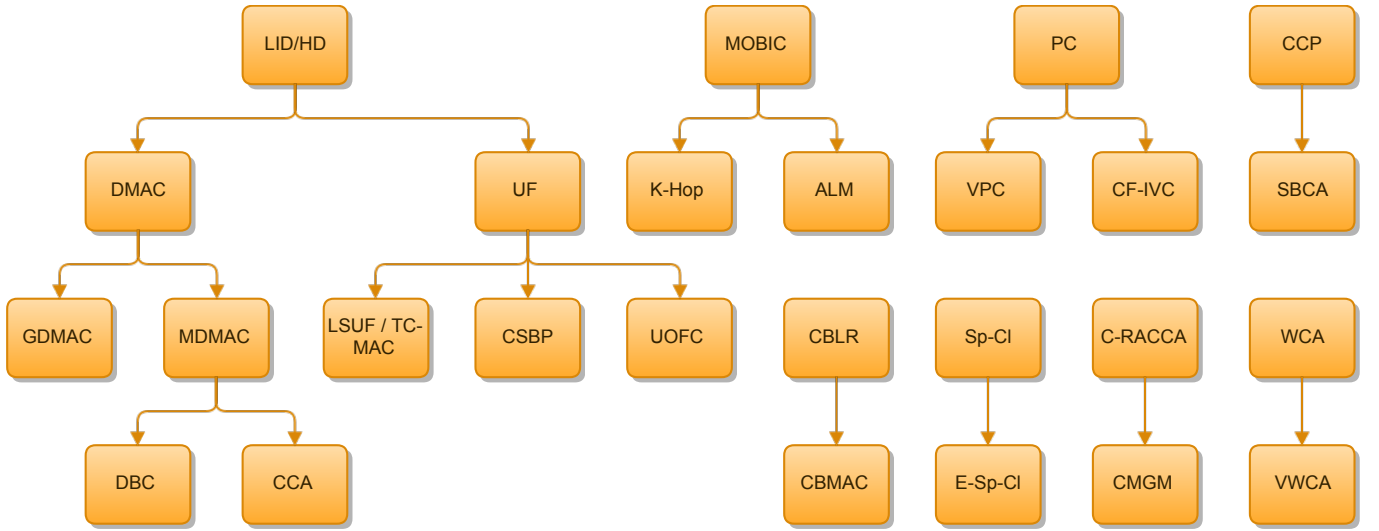 LID/HD
MOBIC
PC
CCP
DMAC
UF
K-Hop
ALM
VPC
CF-IVC
SBCA
GDMAC
MDMAC
LSUF / TC-
MAC
CSBP
UOFC
CBLR
Sp-Cl
C-RACCA
WCA
DBC
CCA
CBMAC
E-Sp-Cl
CMGM
VWCA